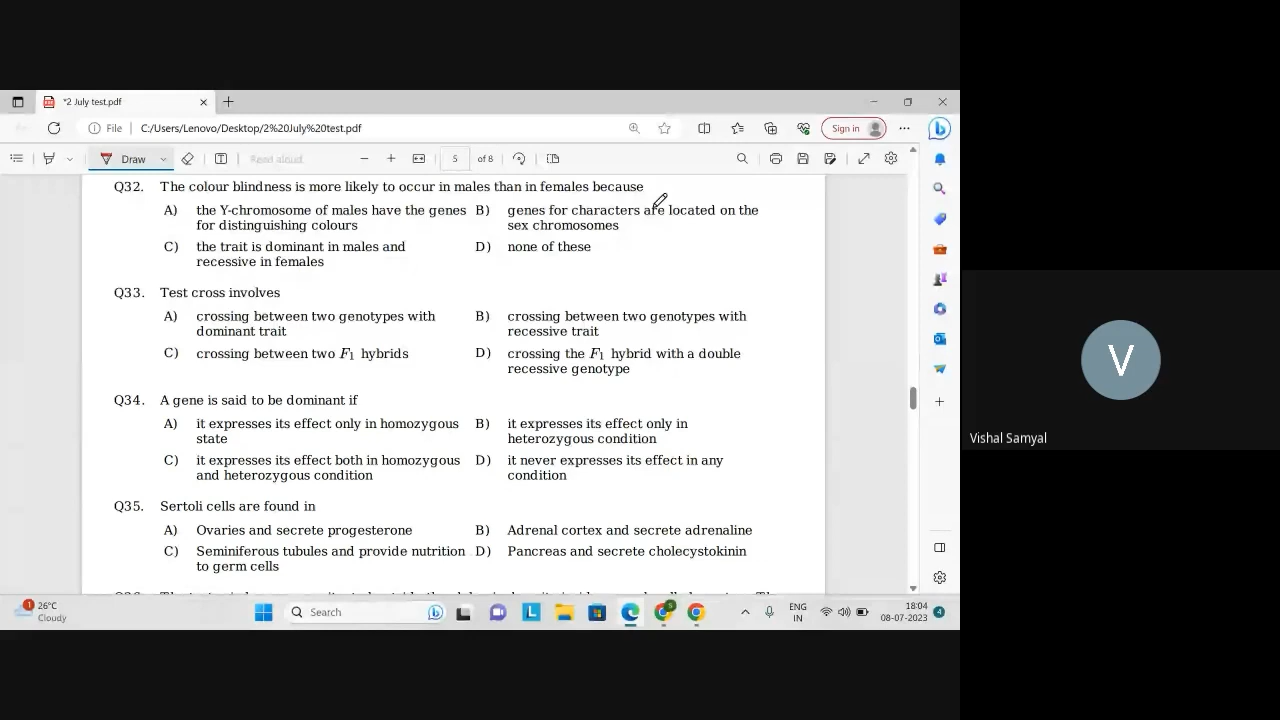 *2 July test.pdf
File
C:/Users/Lenovo/Desktop/2%20July%20test.pdf
Sign in
Draw
Read aloud
5
of 8
Q32. The colour blindness is more likely to occur in males than in females because
A) the Y-chromosome of males have the genes for distinguishing colours
B) genes for characters are located on the sex chromosomes
C) the trait is dominant in males and recessive in females
D) none of these
Q33. Test cross involves
A) crossing between two genotypes with dominant trait
B) crossing between two genotypes with recessive trait
C) crossing between two F1 hybrids
D) crossing the F1 hybrid with a double recessive genotype
Q34. A gene is said to be dominant if
A) it expresses its effect only in homozygous state
B) it expresses its effect only in heterozygous condition
C) it expresses its effect both in homozygous and heterozygous condition
D) it never expresses its effect in any condition
Q35. Sertoli cells are found in
A) Ovaries and secrete progesterone
B) Adrenal cortex and secrete adrenaline
C) Seminiferous tubules and provide nutrition to germ cells
D) Pancreas and secrete cholecystokinin
V
Vishal Samyal
1
26°C
Cloudy
Search
L
ENG
IN
18:04
08-07-2023
4